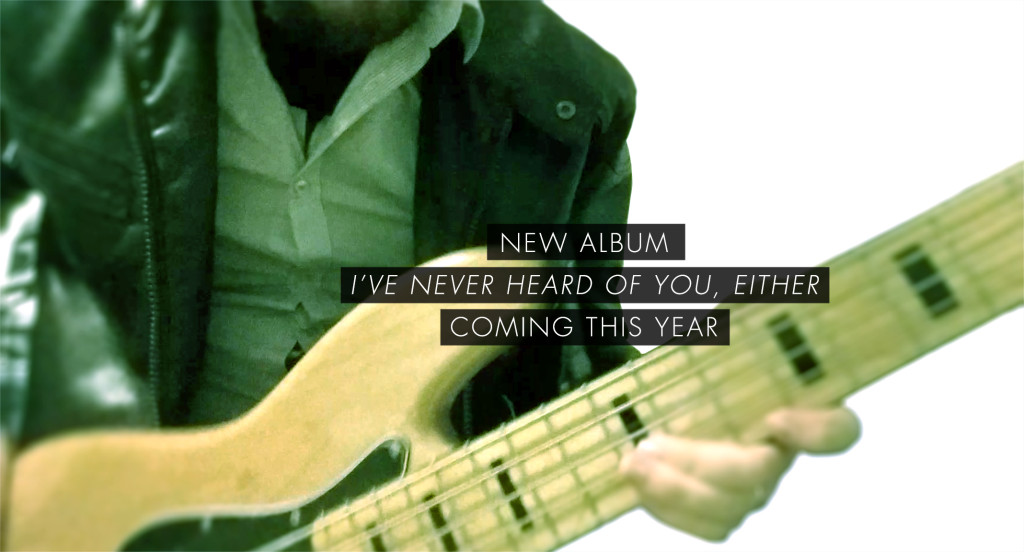 NEW ALBUM
I’VE NEVER HEARD OF YOU, EITHER
COMING THIS YEAR